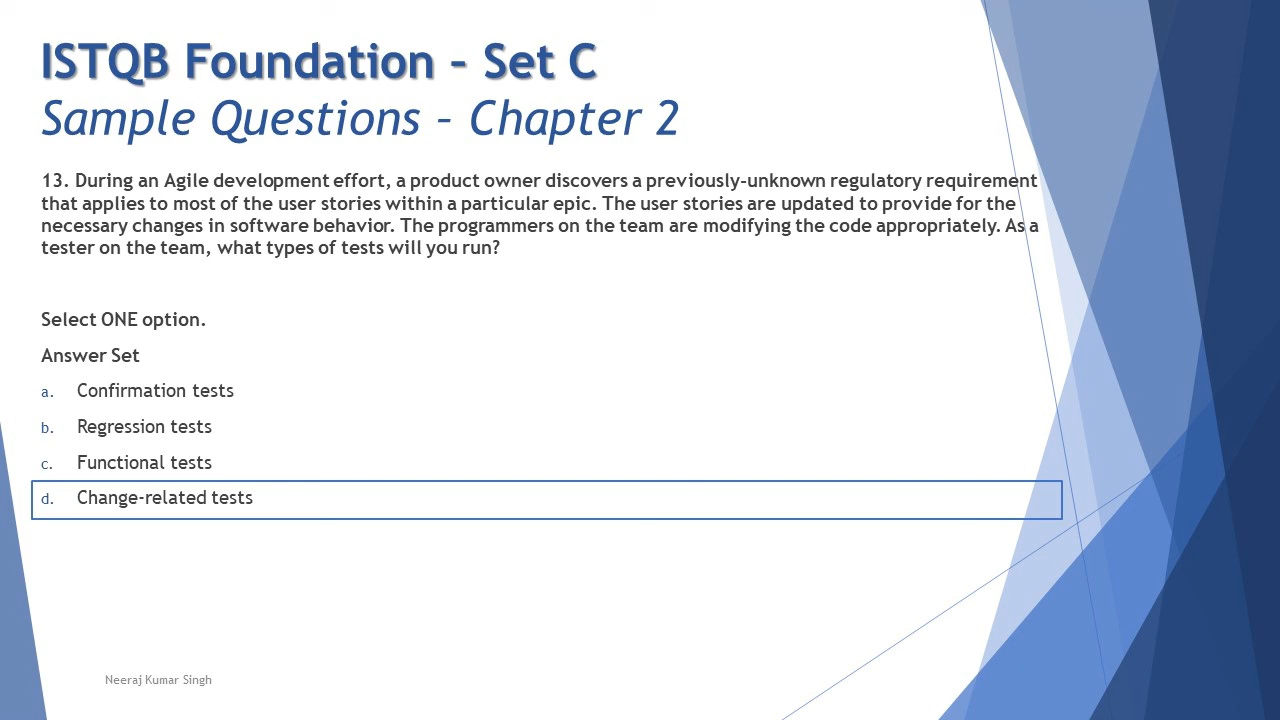 ISTQB Foundation – Set C
Sample Questions – Chapter 2
13. During an Agile development effort, a product owner discovers a previously-unknown regulatory requirement
that applies to most of the user stories within a particular epic. The user stories are updated to provide for the
necessary changes in software behavior. The programmers on the team are modifying the code appropriately. As a
tester on the team, what types of tests will you run?
Select ONE option.
Answer Set
a. Confirmation tests
b. Regression tests
c. Functional tests
d. Change-related tests
Neeraj Kumar Singh